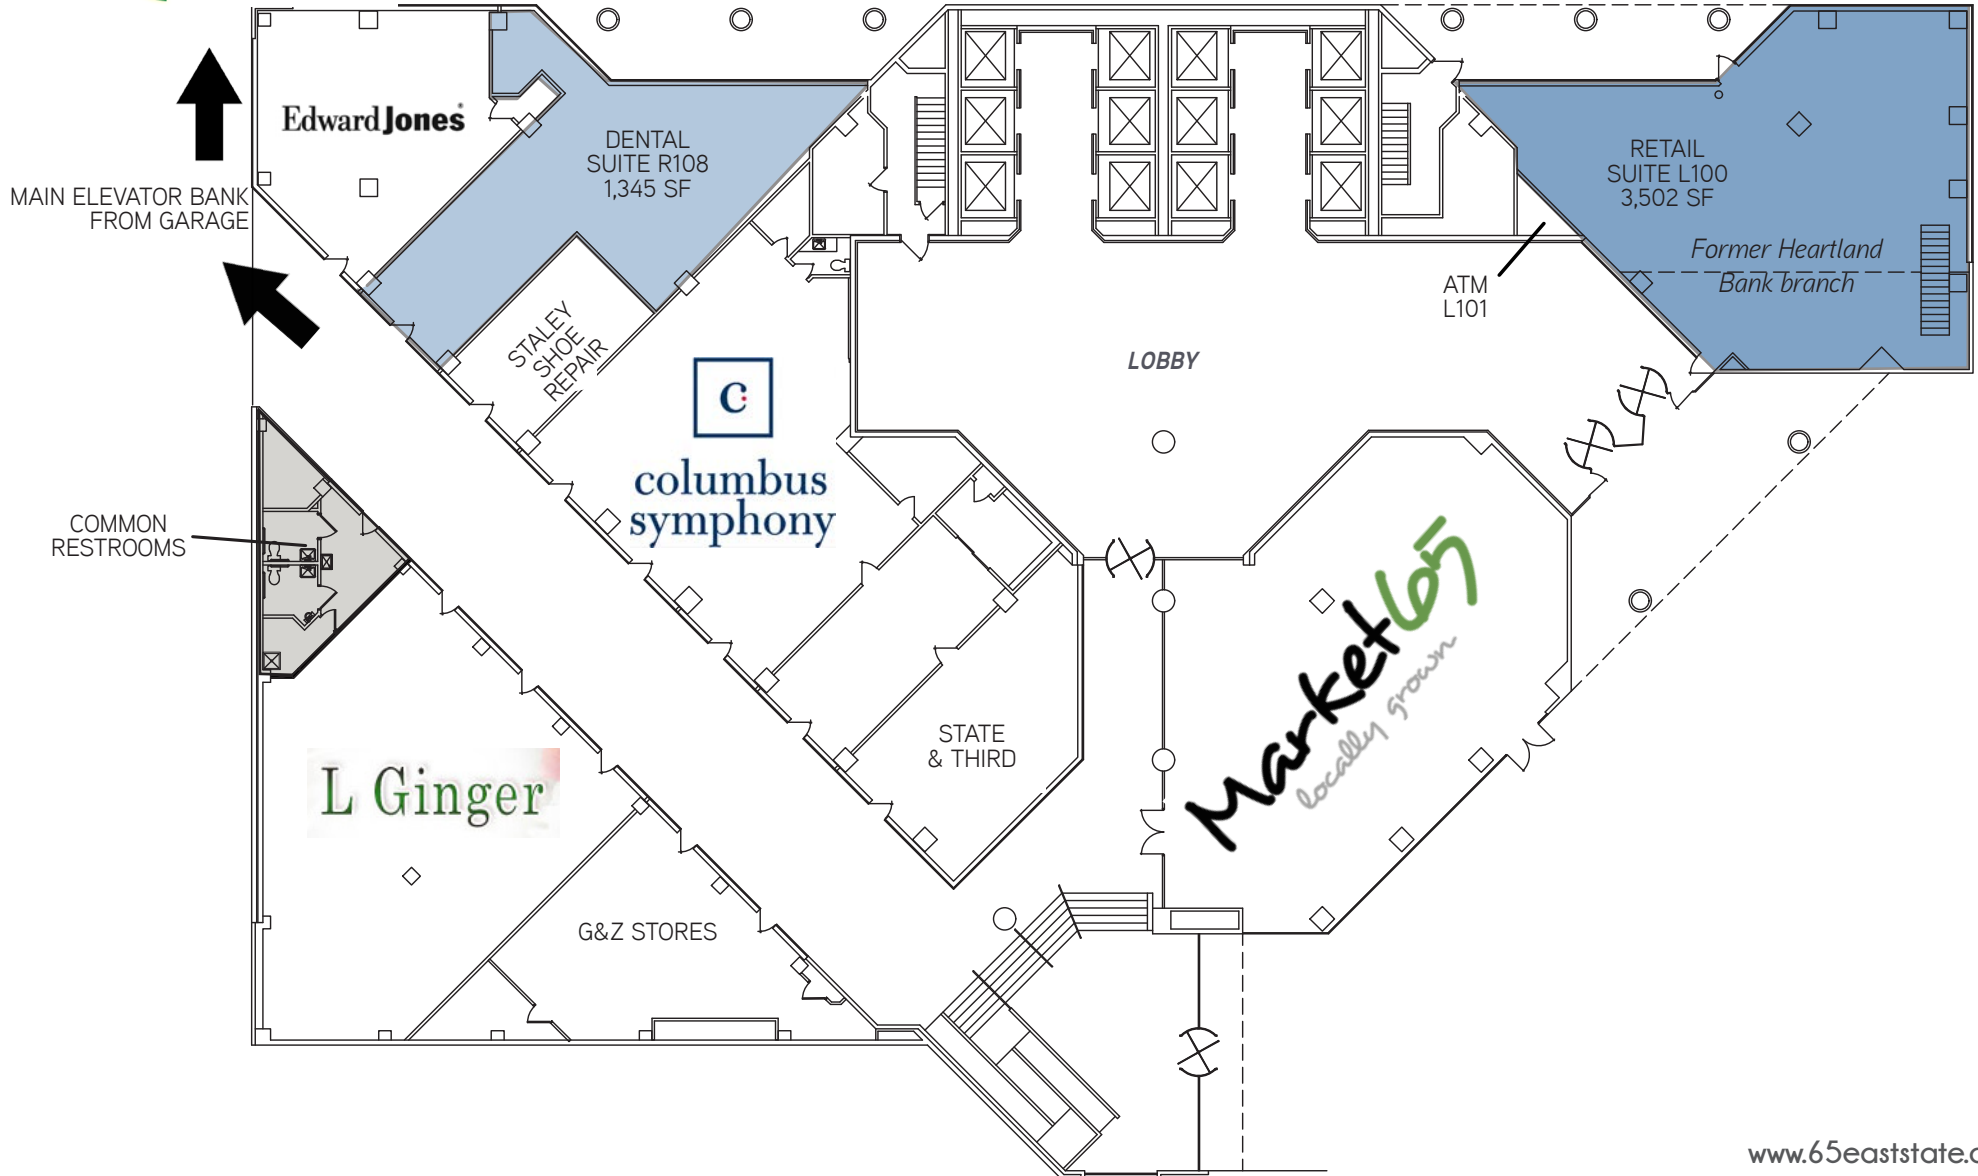 Edward Jones
DENTAL
SUITE R108
1,345 SF
RETAIL
SUITE L100
3,502 SF
MAIN ELEVATOR BANK
FROM GARAGE
Former Heartland
Bank branch
ATM
L101
STALEY
SHOE
REPAIR
LOBBY
C
columbus
symphony
COMMON
RESTROOMS
Market65
locally grown
STATE
& THIRD
L Ginger
G&Z STORES
www.65eaststate.c